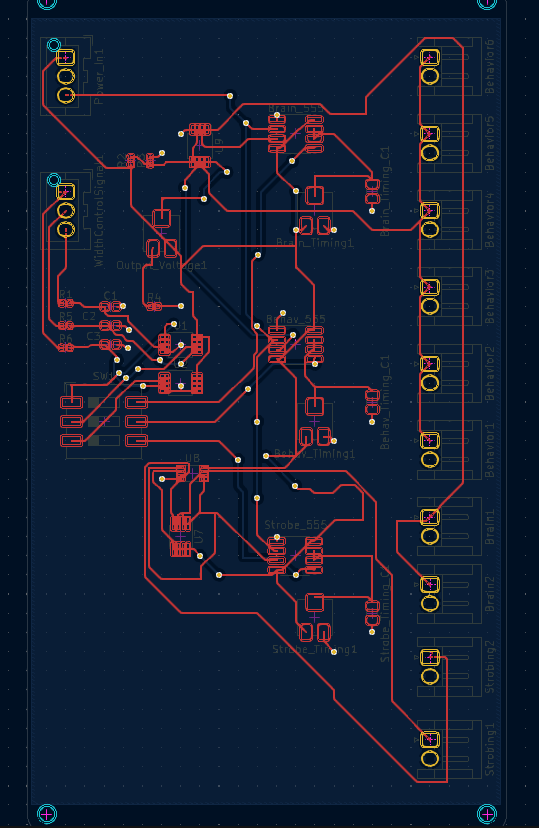 Power_In1
Behavior6
Brain_555
Behavior5
WidthControlSignal1
Brain_Timing_C1
Behavior4
Brain_Timing1
Output_Voltage1
Behavior3
R1
C1
R4
R5
C2
Behav_555
R6
C3
Behavior2
SW1
Behav_Timing_C1
Behavior1
Behav_Timing1
U8
Brain1
Strobe_555
U7
Brain2
Strobe_Timing_C1
Strobe_Timing1
Strobing2
Strobing1